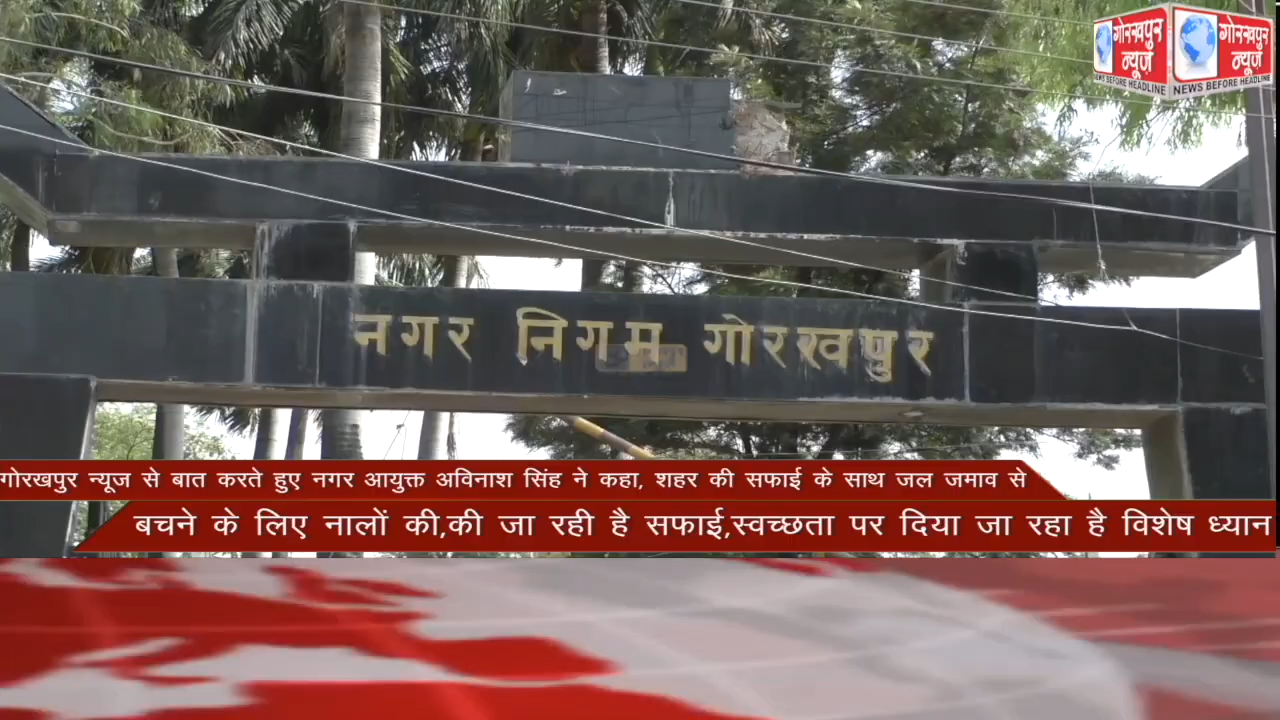 गोरखपुर न्यूज NEWS BEFORE HEADLINE
गोरखपुर न्यूज NEWS BEFORE HEADLINE
नगर निगम गोरखपुर
गोरखपुर न्यूज से बात करते हुए नगर आयुक्त अविनाश सिंह ने कहा, शहर की सफाई के साथ जल जमाव से
बचने के लिए नालों की,की जा रही है सफाई,स्वच्छता पर दिया जा रहा है विशेष ध्यान